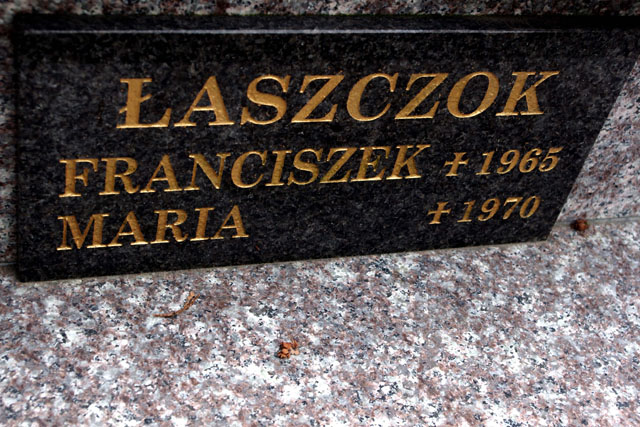 ŁASZCZOK
FRANCISZEK ✝ 1965
MARIA ✝ 1970